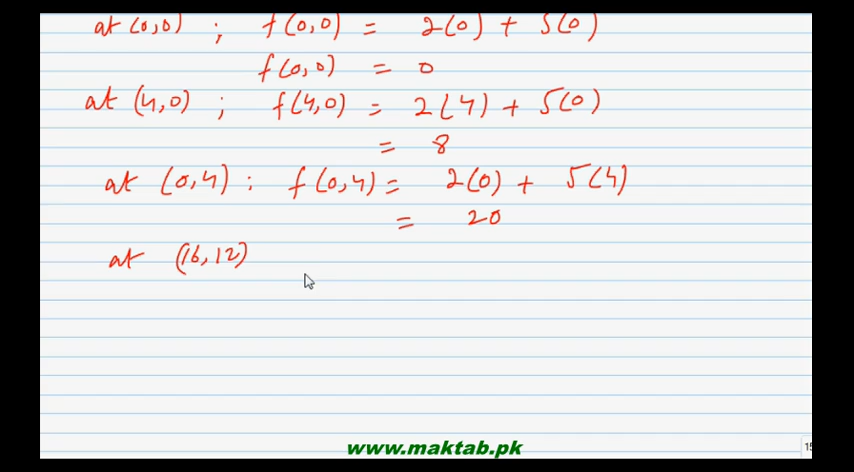 at (0,0) ; f(0,0) = 2(0) + 5(0)
f(0,0) = 0
at (4,0) ; f(4,0) = 2(4) + 5(0)
= 8
at (0,4) : f(0,4) = 2(0) + 5(4)
= 20
at (16,12)
www.maktab.pk
15